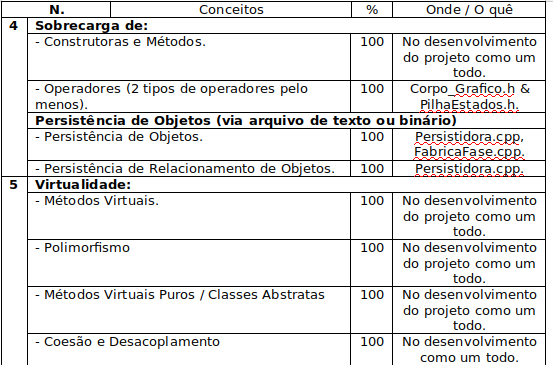 N. Conceitos % Onde / O quê
4 Sobrecarga de:
- Construtoras e Métodos. 100 No desenvolvimento
do projeto como um
todo.
- Operadores (2 tipos de operadores pelo 100 Corpo_Grafico.h &
menos). PilhaEstados.h.
Persistência de Objetos (via arquivo de texto ou binário)
- Persistência de Objetos. 100 Persistidora.cpp,
FabricaFase.cpp.
- Persistência de Relacionamento de Objetos. 100 Persistidora.cpp.
5 Virtualidade:
- Métodos Virtuais. 100 No desenvolvimento
do projeto como um
todo.
- Polimorfismo 100 No desenvolvimento
do projeto como um
todo.
- Métodos Virtuais Puros / Classes Abstratas 100 No desenvolvimento
do projeto como um
todo.
- Coesão e Desacoplamento 100 No desenvolvimento
como um todo.